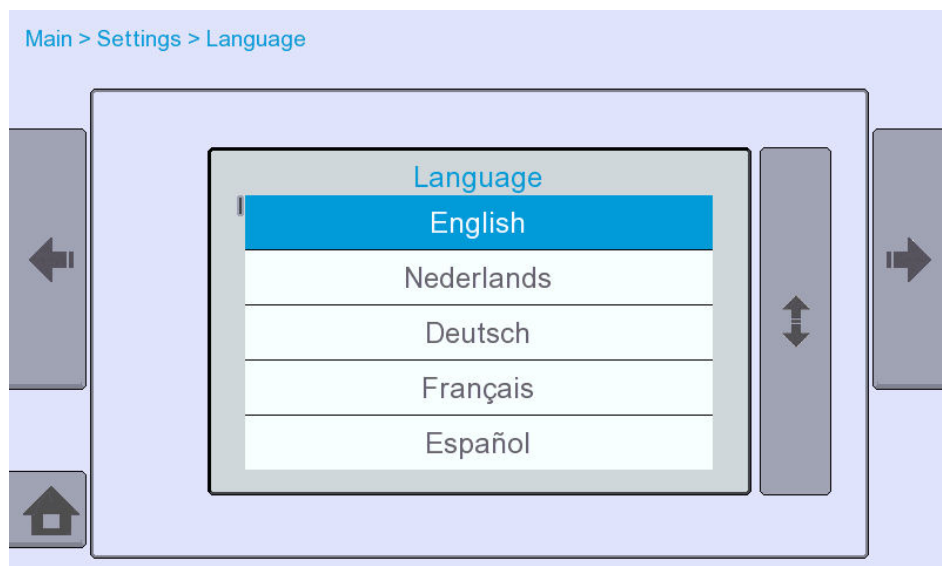 Main > Settings > Language
Language
English
Nederlands
Deutsch
Français
Español